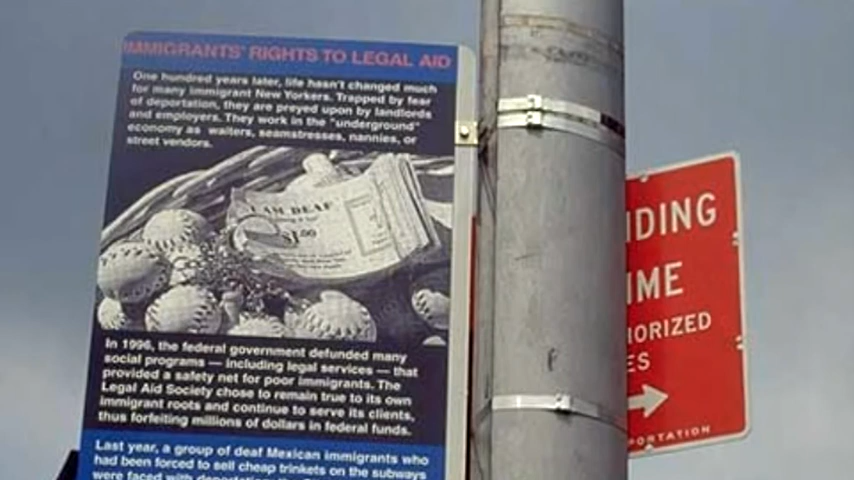 IMMIGRANTS' RIGHTS TO LEGAL AID
One hundred years later, life hasn't changed much
for many immigrant New Yorkers. Trapped by fear
of deportation, they are preyed upon by landlords
and employers. They work in the "underground"
economy as waiters, seamstresses, nannies, or
street vendors.
I AM DEAF
$1.00
In 1996, the federal government defunded many
social programs — including legal services — that
provided a safety net for poor immigrants. The
Legal Aid Society chose to remain true to its own
immigrant roots and continue to serve its clients,
thus forfeiting millions of dollars in federal funds.
Last year, a group of deaf Mexican immigrants who
had been forced to sell cheap trinkets on the subways
were faced with deportation;
IDING
IME
IORIZED
ES
PORTATION